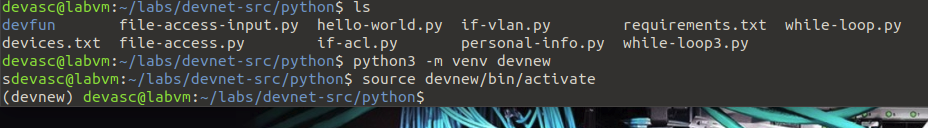 devasc@labvm:~/labs/devnet-src/python$ ls
devfun file-access-input.py hello-world.py if-vlan.py requirements.txt while-loop.py
devices.txt file-access.py if-acl.py personal-info.py while-loop3.py
devasc@labvm:~/labs/devnet-src/python$ python3 -m venv devnew
sdevasc@labvm:~/labs/devnet-src/python$ source devnew/bin/activate
(devnew) devasc@labvm:~/labs/devnet-src/python$